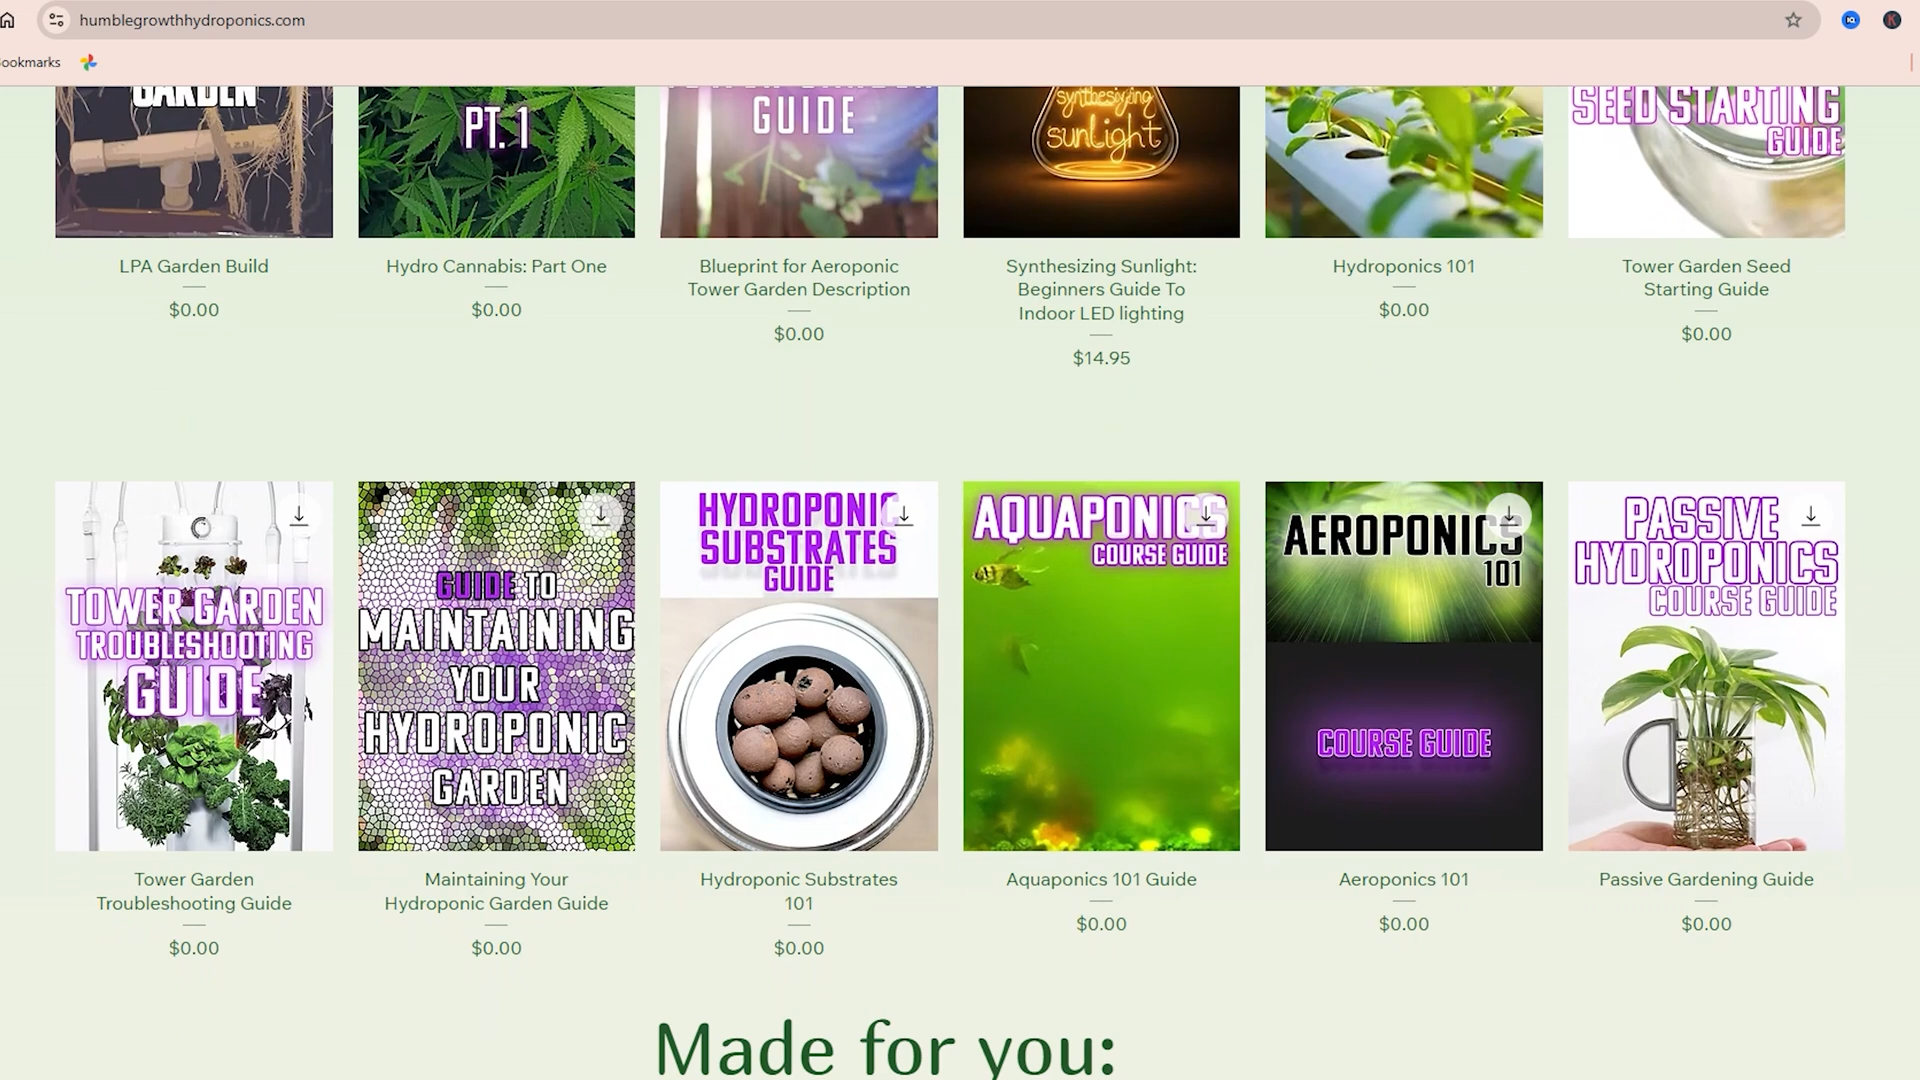 humblegrowthhydroponics.com
ookmarks
GARDEN
PT. 1
GUIDE
synthesizing
sunlight
SEED STARTING
GUIDE
LPA Garden Build
$0.00
Hydro Cannabis: Part One
$0.00
Blueprint for Aeroponic
Tower Garden Description
$0.00
Synthesizing Sunlight:
Beginners Guide To
Indoor LED lighting
$14.95
Hydroponics 101
$0.00
Tower Garden Seed
Starting Guide
$0.00
TOWER GARDEN
TROUBLESHOOTING
GUIDE
GUIDE TO
MAINTAINING
YOUR
HYDROPONIC
GARDEN
HYDROPONIC
SUBSTRATES
GUIDE
AQUAPONICS
COURSE GUIDE
AEROPONICS
101
COURSE GUIDE
PASSIVE
HYDROPONICS
COURSE GUIDE
Tower Garden
Troubleshooting Guide
$0.00
Maintaining Your
Hydroponic Garden Guide
$0.00
Hydroponic Substrates
101
$0.00
Aquaponics 101 Guide
$0.00
Aeroponics 101
$0.00
Passive Gardening Guide
$0.00
Made for you: